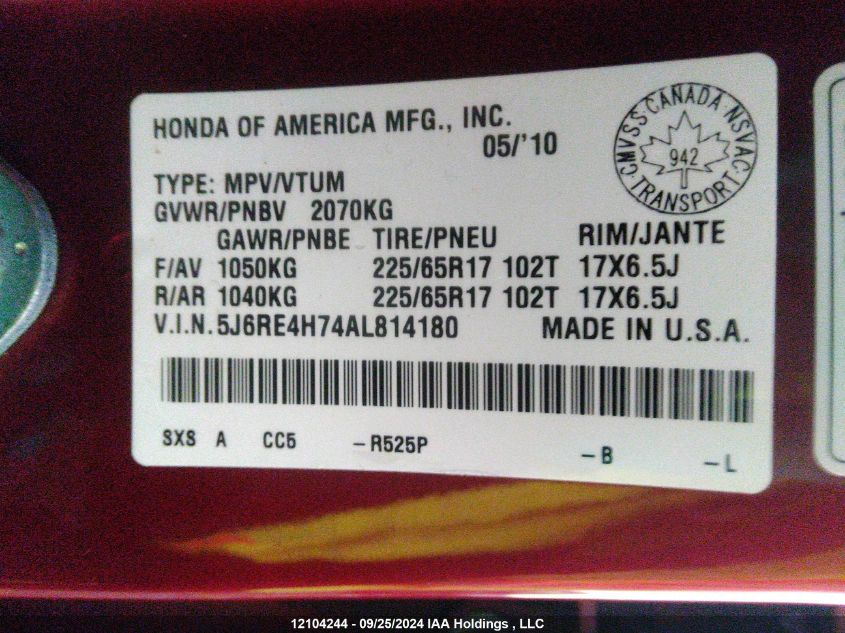 HONDA OF AMERICA MFG., INC.
05/'10
CMVSS CANADA NSVAC
942
TRANSPORT
TYPE: MPV/VTUM
GVWR/PNBV 2070KG
GAWR/PNBE TIRE/PNEU RIM/JANTE
F/AV 1050KG 225/65R17 102T 17X6.5J
R/AR 1040KG 225/65R17 102T 17X6.5J
V.I.N. 5J6RE4H74AL814180 MADE IN U.S.A.
SXS A CC5 -R525P -B -L
12104244 - 09/25/2024 IAA Holdings , LLC